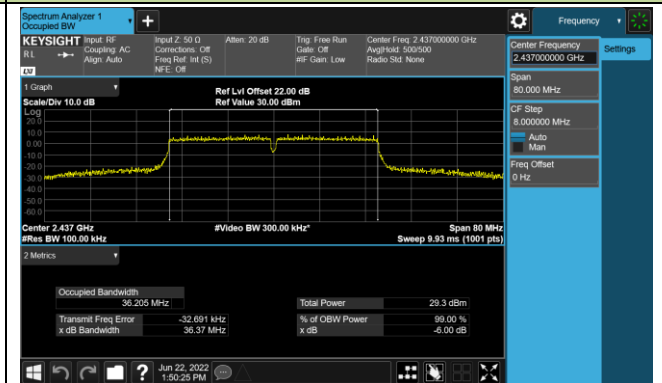 Spectrum Analyzer 1
Occupied BW
+
Frequency
KEYSIGHT Input: RF Input Z: 50 Ω Atten: 20 dB Trig: Free Run Center Freq: 2.437000000 GHz
RL Coupling: AC Corrections: Off Gate: Off Avg|Hold: 500/500
Align: Auto Freq Ref: Int (S) #IF Gain: Low Radio Std: None
LXI NFE: Off
Center Frequency
2.437000000 GHz
Settings
Span
80.000 MHz
CF Step
8.000000 MHz
Auto
Man
Freq Offset
0 Hz
1 Graph
Ref Lvl Offset 22.00 dB
Scale/Div 10.0 dB Ref Value 30.00 dBm
Log
20.0
10.0
0.00
-10.0
-20.0
-30.0
-40.0
-50.0
-60.0
Center 2.437 GHz #Video BW 300.00 kHz* Span 80 MHz
#Res BW 100.00 kHz Sweep 9.93 ms (1001 pts)
2 Metrics
Occupied Bandwidth
36.205 MHz Total Power 29.3 dBm
Transmit Freq Error -32.691 kHz % of OBW Power 99.00 %
x dB Bandwidth 36.37 MHz x dB -6.00 dB
? Jun 22, 2022
1:50:25 PM